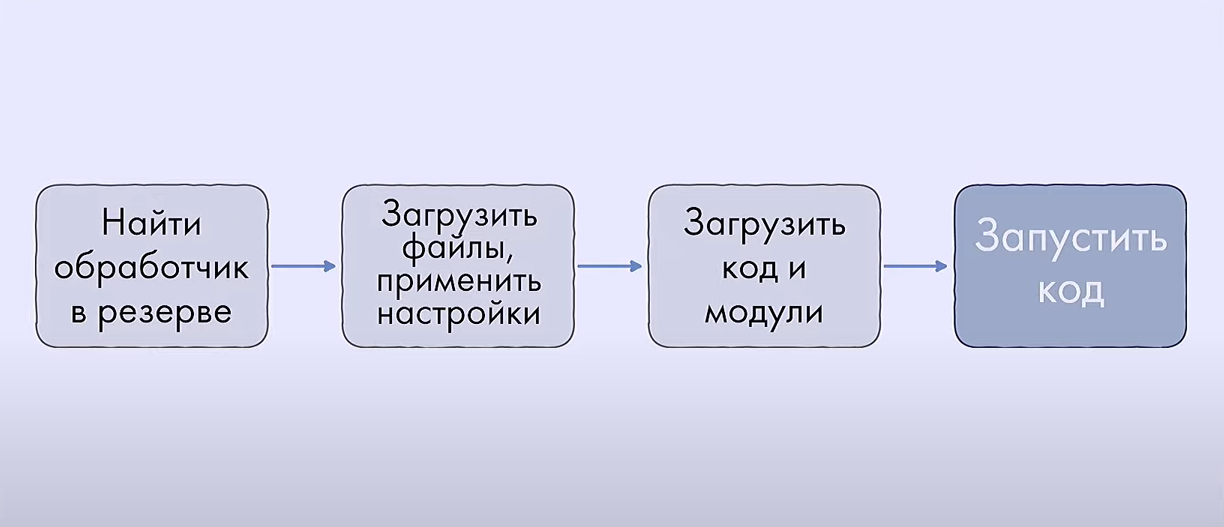 Найти
обработчик
в резерве
Загрузить
файлы,
применить
настройки
Загрузить
код и
модули
Запустить
код